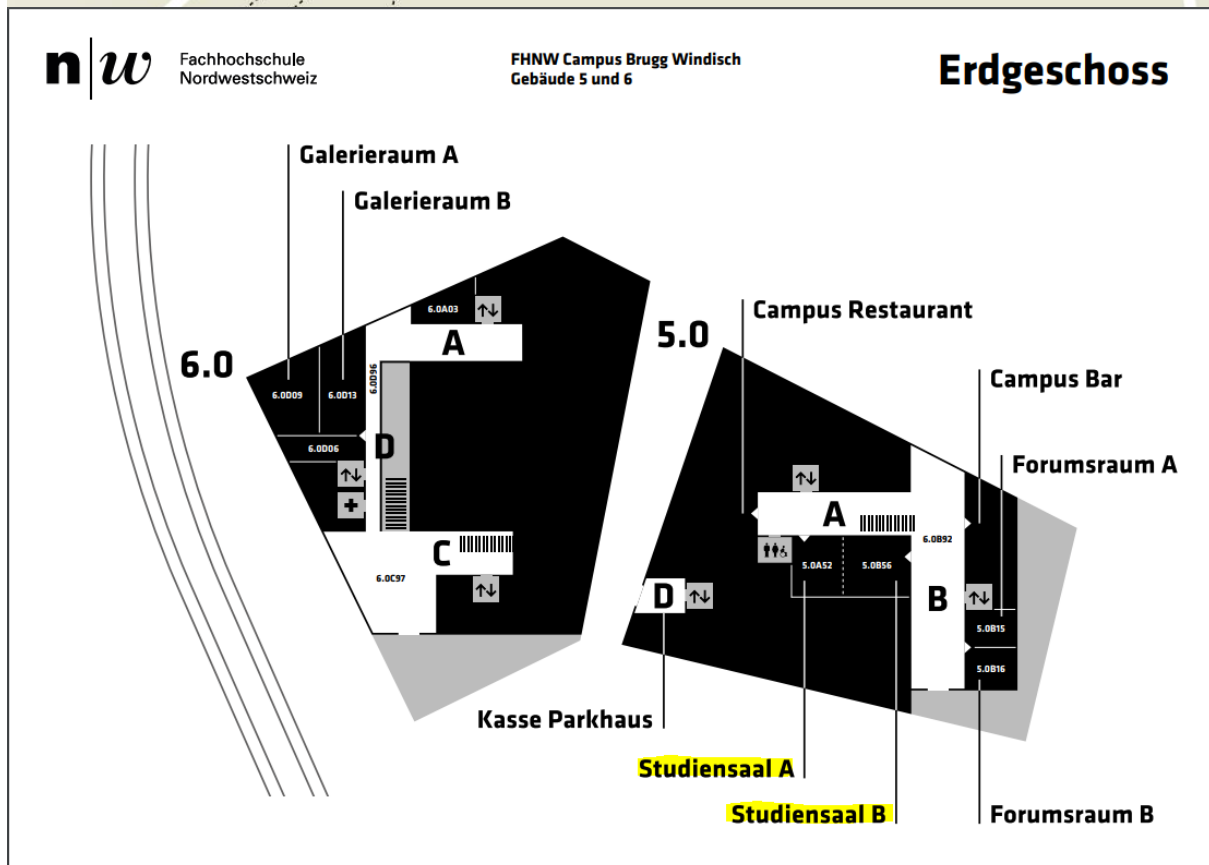 n|w
Fachhochschule
Nordwestschweiz
FHNW Campus Brugg Windisch
Gebäude 5 und 6
Erdgeschoss
Galerieraum A
Galerieraum B
6.0
6.0A03
A
6.0D09
6.0D13
6.0D96
6.0D06
D
C
6.0C97
5.0
Campus Restaurant
Campus Bar
Forumsraum A
A
6.0B92
5.0A52
5.0B56
B
D
5.0B15
5.0B16
Kasse Parkhaus
Studiensaal A
Studiensaal B
Forumsraum B